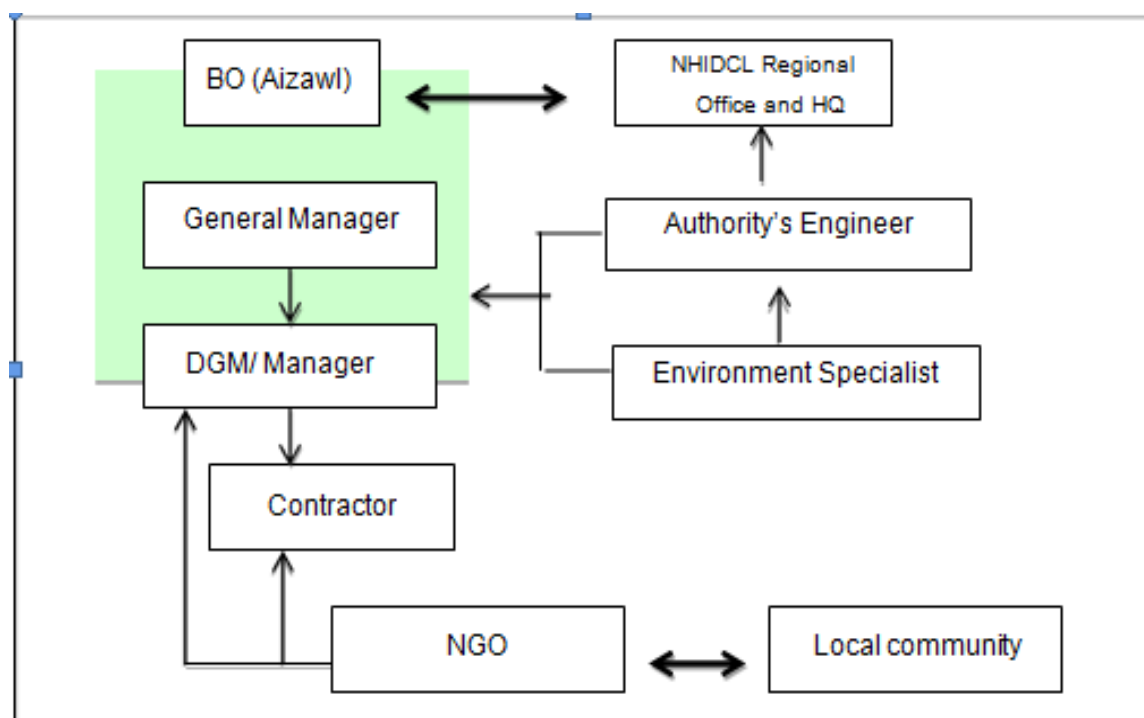 BO (Aizawl)
NHIDCL Regional
Office and HQ
General Manager
Authority’s Engineer
DGM/ Manager
Environment Specialist
Contractor
NGO
Local community